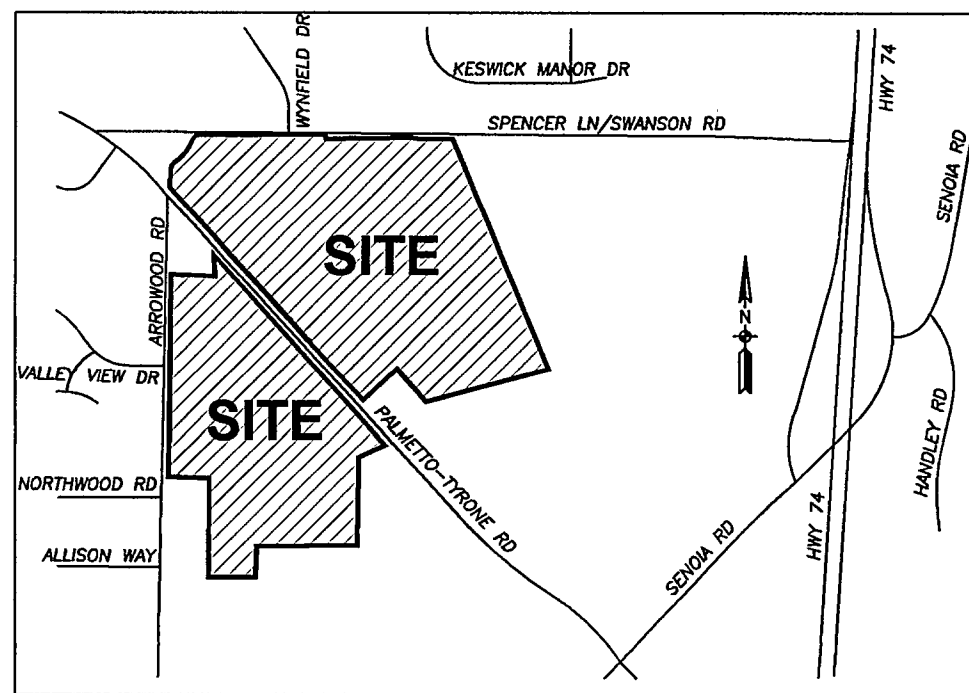 WYNFIELD DR
KESWICK MANOR DR
HWY 74
SPENCER LN/SWANSON RD
SENOIA RD
SITE
ARROWOOD RD
N
VALLEY VIEW DR
SITE
PALMETTO-TYRONE RD
HANDLEY RD
NORTHWOOD RD
HWY 74
SENOIA RD
ALLISON WAY